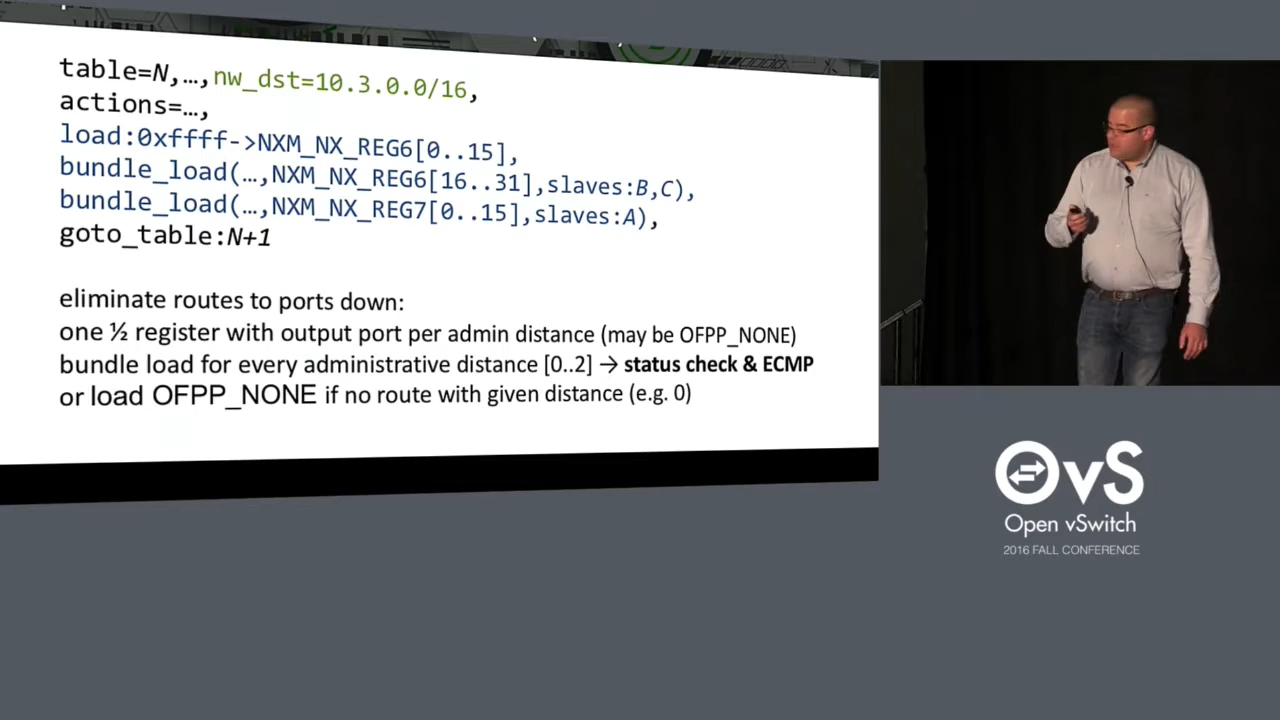 table=N,…,nw_dst=10.3.0.0/16,
actions=…,
load:0xffff->NXM_NX_REG6[0..15],
bundle_load(…,NXM_NX_REG6[16..31],slaves:B,C),
bundle_load(…,NXM_NX_REG7[0..15],slaves:A),
goto_table:N+1
eliminate routes to ports down:
one ½ register with output port per admin distance (may be OFPP_NONE)
bundle load for every administrative distance [0..2] → status check & ECMP
or load OFPP_NONE if no route with given distance (e.g. 0)
OvS
Open vSwitch
2016 FALL CONFERENCE